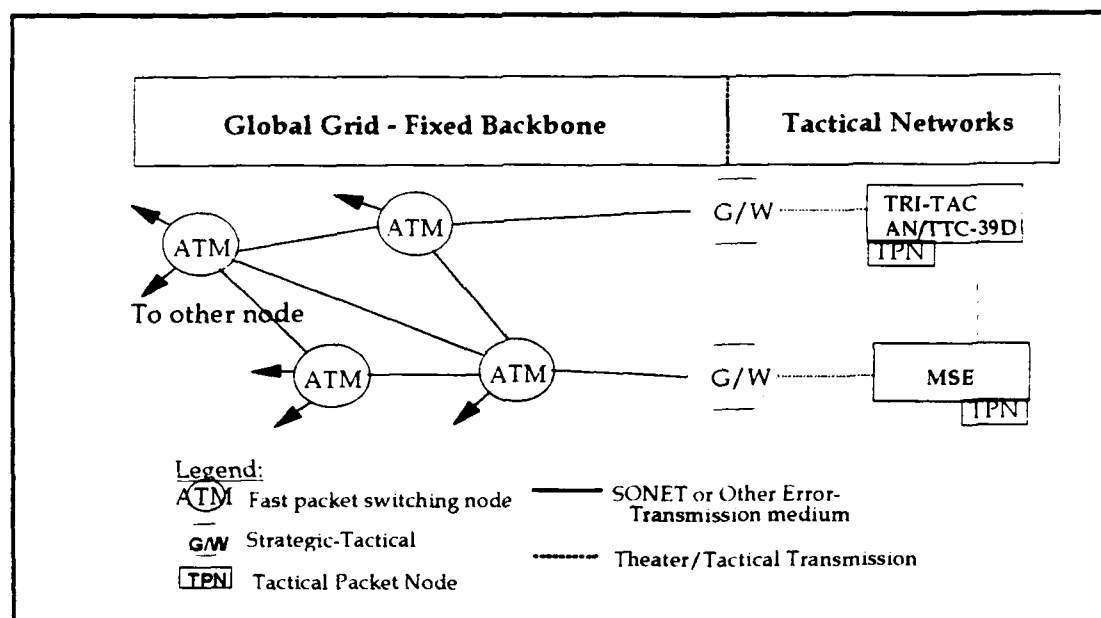 Global Grid - Fixed Backbone
Tactical Networks
ATM
ATM
G/W
TRI-TAC
AN/TTC-39D
TPN
To other node
ATM
ATM
G/W
MSE
TPN
Legend:
ATM Fast packet switching node
G/W Strategic-Tactical
TPN Tactical Packet Node
SONET or Other Error-
Transmission medium
Theater/Tactical Transmission